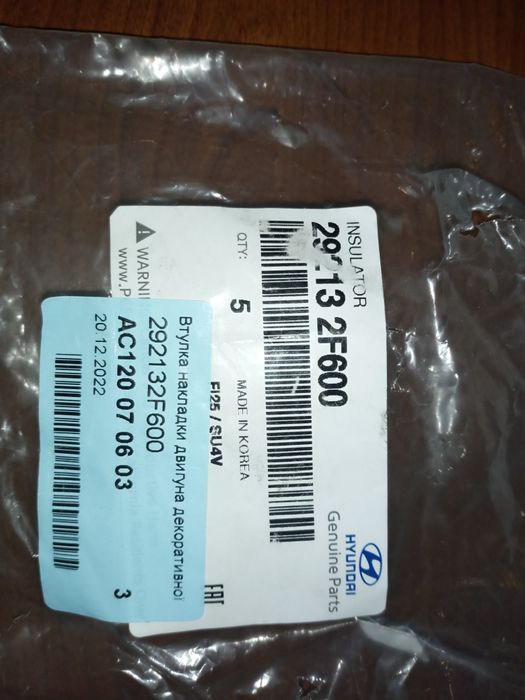 INSULATOR
29213 2F600
QTY: 5 MADE IN KOREA
HYUNDAI
Genuine Parts
EAC
Втулка накладки двигуна декоративної
292132F600
AC120 07 06 03 3
20.12.2022